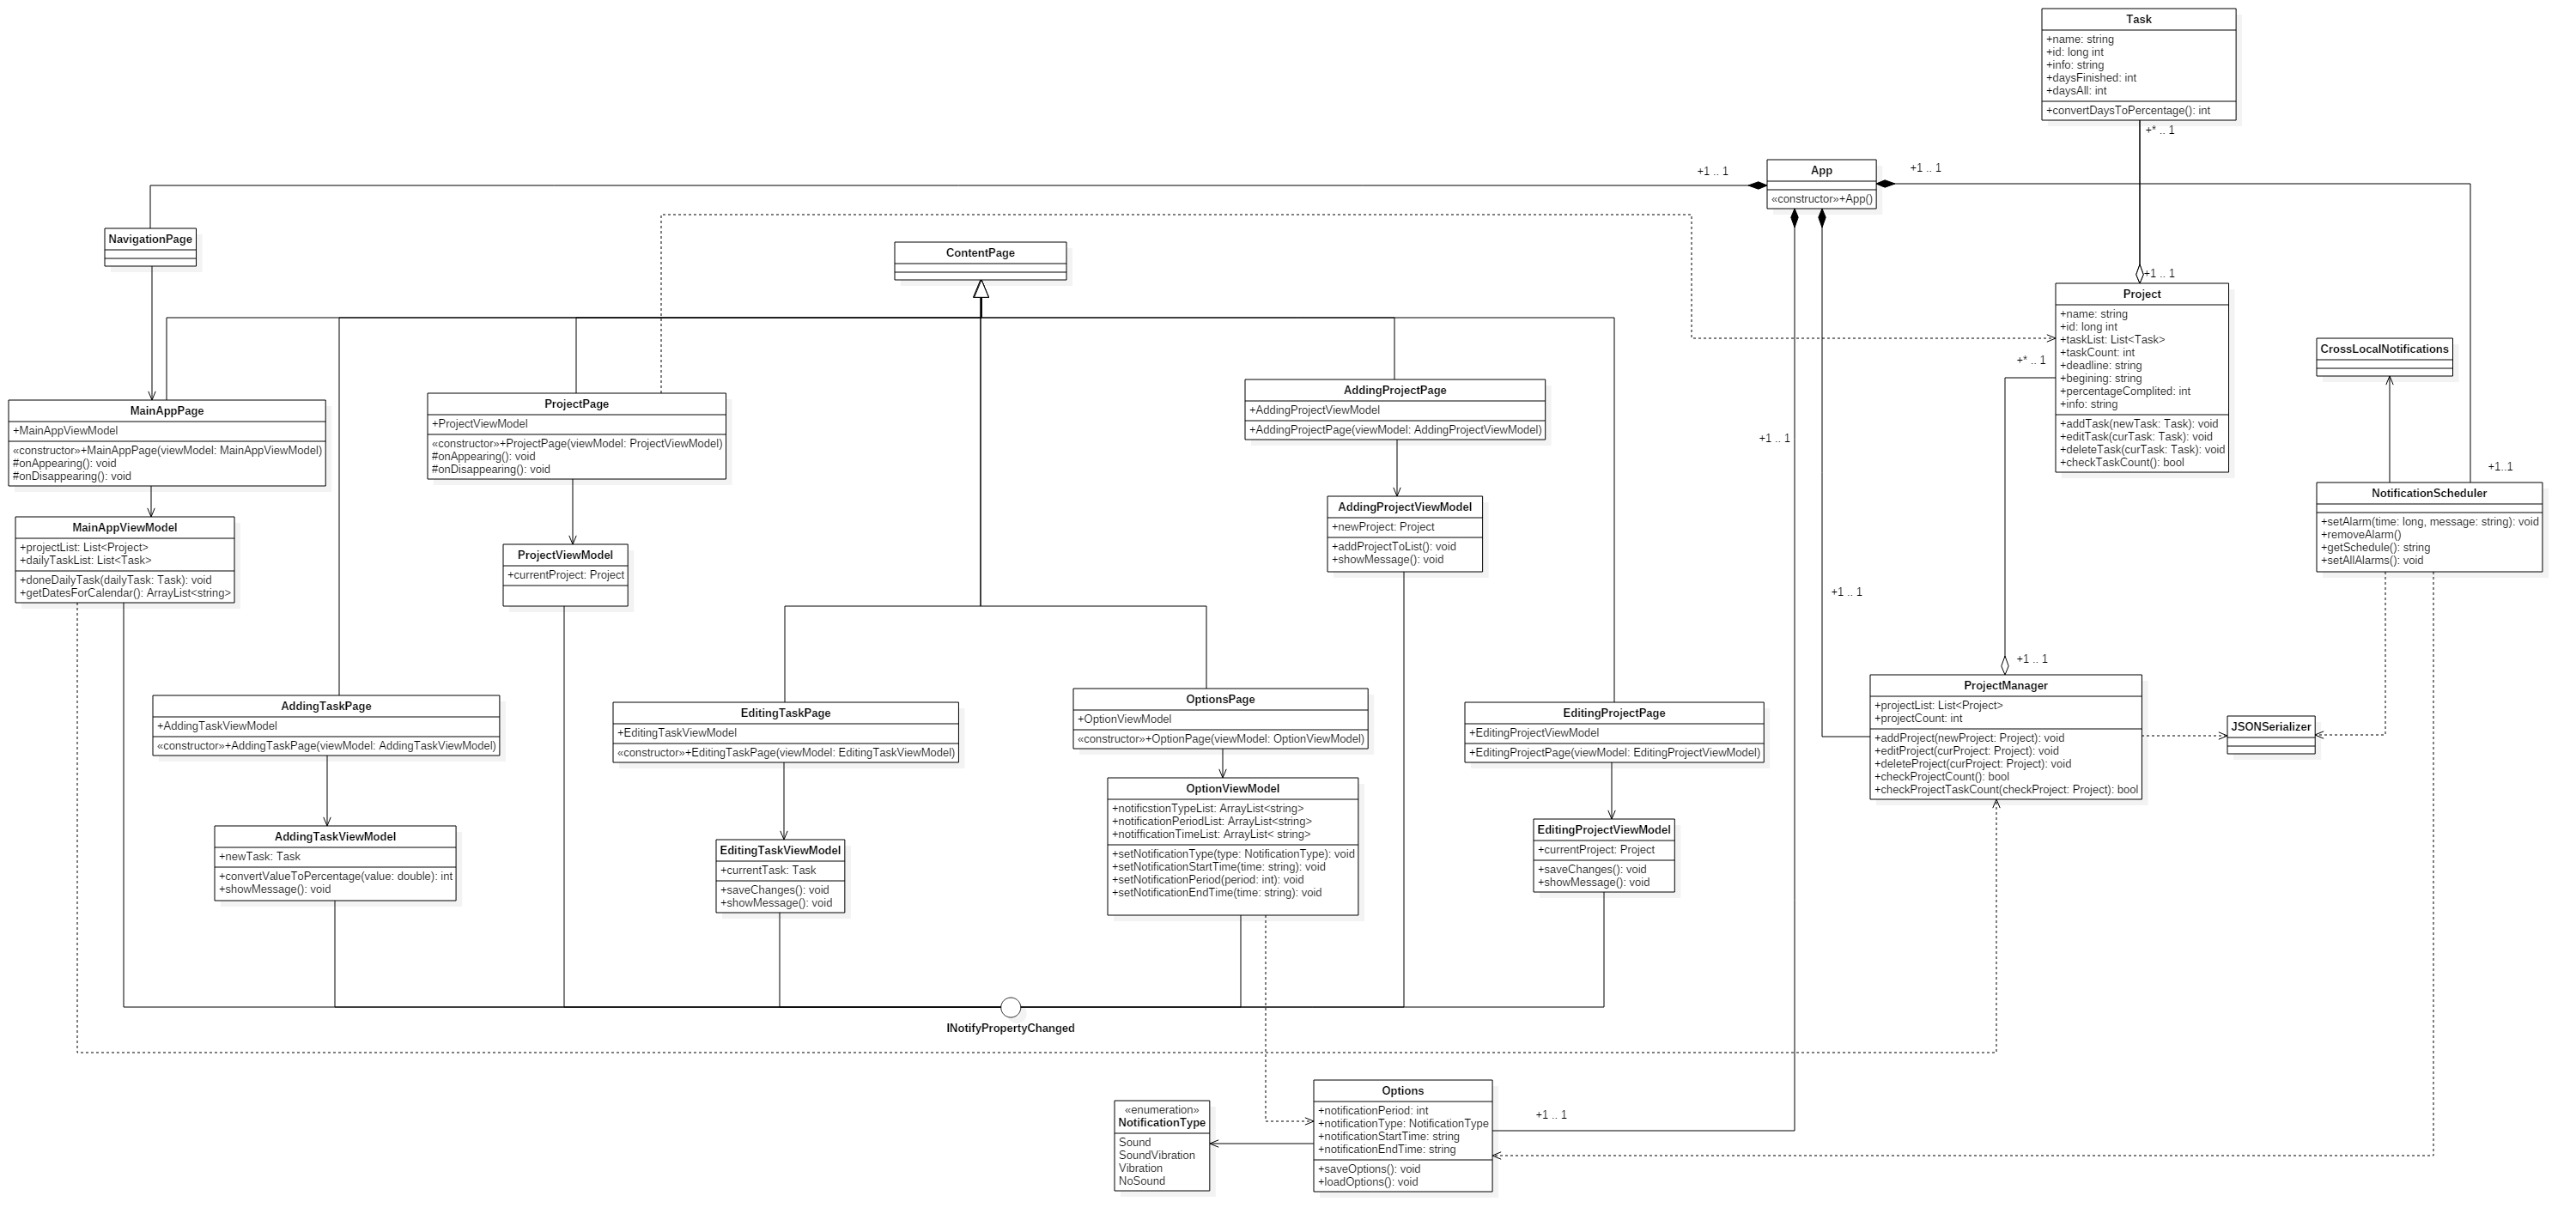 Task
+name: string
+id: long int
+info: string
+daysFinished: int
+daysAll: int
+convertDaysToPercentage(): int
+* .. 1
+1 .. 1
App
«constructor»+App()
+1 .. 1
NavigationPage
ContentPage
+1 .. 1
Project
+name: string
+id: long int
+taskList: List<Task>
+taskCount: int
+deadline: string
+begining: string
+percentageComplited: int
+info: string
+addTask(newTask: Task): void
+editTask(curTask: Task): void
+deleteTask(curTask: Task): void
+checkTaskCount(): bool
+* .. 1
CrossLocalNotifications
MainAppPage
+MainAppViewModel
«constructor»+MainAppPage(viewModel: MainAppViewModel)
#onAppearing(): void
#onDisappearing(): void
ProjectPage
+ProjectViewModel
«constructor»+ProjectPage(viewModel: ProjectViewModel)
#onAppearing(): void
#onDisappearing(): void
AddingProjectPage
+AddingProjectViewModel
+AddingProjectPage(viewModel: AddingProjectViewModel)
+1 .. 1
+1..1
MainAppViewModel
+projectList: List<Project>
+dailyTaskList: List<Task>
+doneDailyTask(dailyTask: Task): void
+getDatesForCalendar(): ArrayList<string>
ProjectViewModel
+currentProject: Project
AddingProjectViewModel
+newProject: Project
+addProjectToList(): void
+showMessage(): void
NotificationScheduler
+setAlarm(time: long, message: string): void
+removeAlarm()
+getSchedule(): string
+setAllAlarms(): void
+1 .. 1
+1 .. 1
AddingTaskPage
+AddingTaskViewModel
«constructor»+AddingTaskPage(viewModel: AddingTaskViewModel)
EditingTaskPage
+EditingTaskViewModel
«constructor»+EditingTaskPage(viewModel: EditingTaskViewModel)
OptionsPage
+OptionViewModel
«constructor»+OptionPage(viewModel: OptionViewModel)
EditingProjectPage
+EditingProjectViewModel
+EditingProjectPage(viewModel: EditingProjectViewModel)
ProjectManager
+projectList: List<Project>
+projectCount: int
+addProject(newProject: Project): void
+editProject(curProject: Project): void
+deleteProject(curProject: Project): void
+checkProjectCount(): bool
+checkProjectTaskCount(checkProject: Project): bool
JSONSerializer
AddingTaskViewModel
+newTask: Task
+convertValueToPercentage(value: double): int
+showMessage(): void
EditingTaskViewModel
+currentTask: Task
+saveChanges(): void
+showMessage(): void
OptionViewModel
+notificstionTypeList: ArrayList<string>
+notificationPeriodList: ArrayList<string>
+notifficationTimeList: ArrayList< string>
+setNotificationType(type: NotificationType): void
+setNotificationStartTime(time: string): void
+setNotificationPeriod(period: int): void
+setNotificationEndTime(time: string): void
EditingProjectViewModel
+currentProject: Project
+saveChanges(): void
+showMessage(): void
INotifyPropertyChanged
«enumeration»
NotificationType
Sound
SoundVibration
Vibration
NoSound
Options
+notificationPeriod: int
+notificationType: NotificationType
+notificationStartTime: string
+notificationEndTime: string
+saveOptions(): void
+loadOptions(): void
+1 .. 1